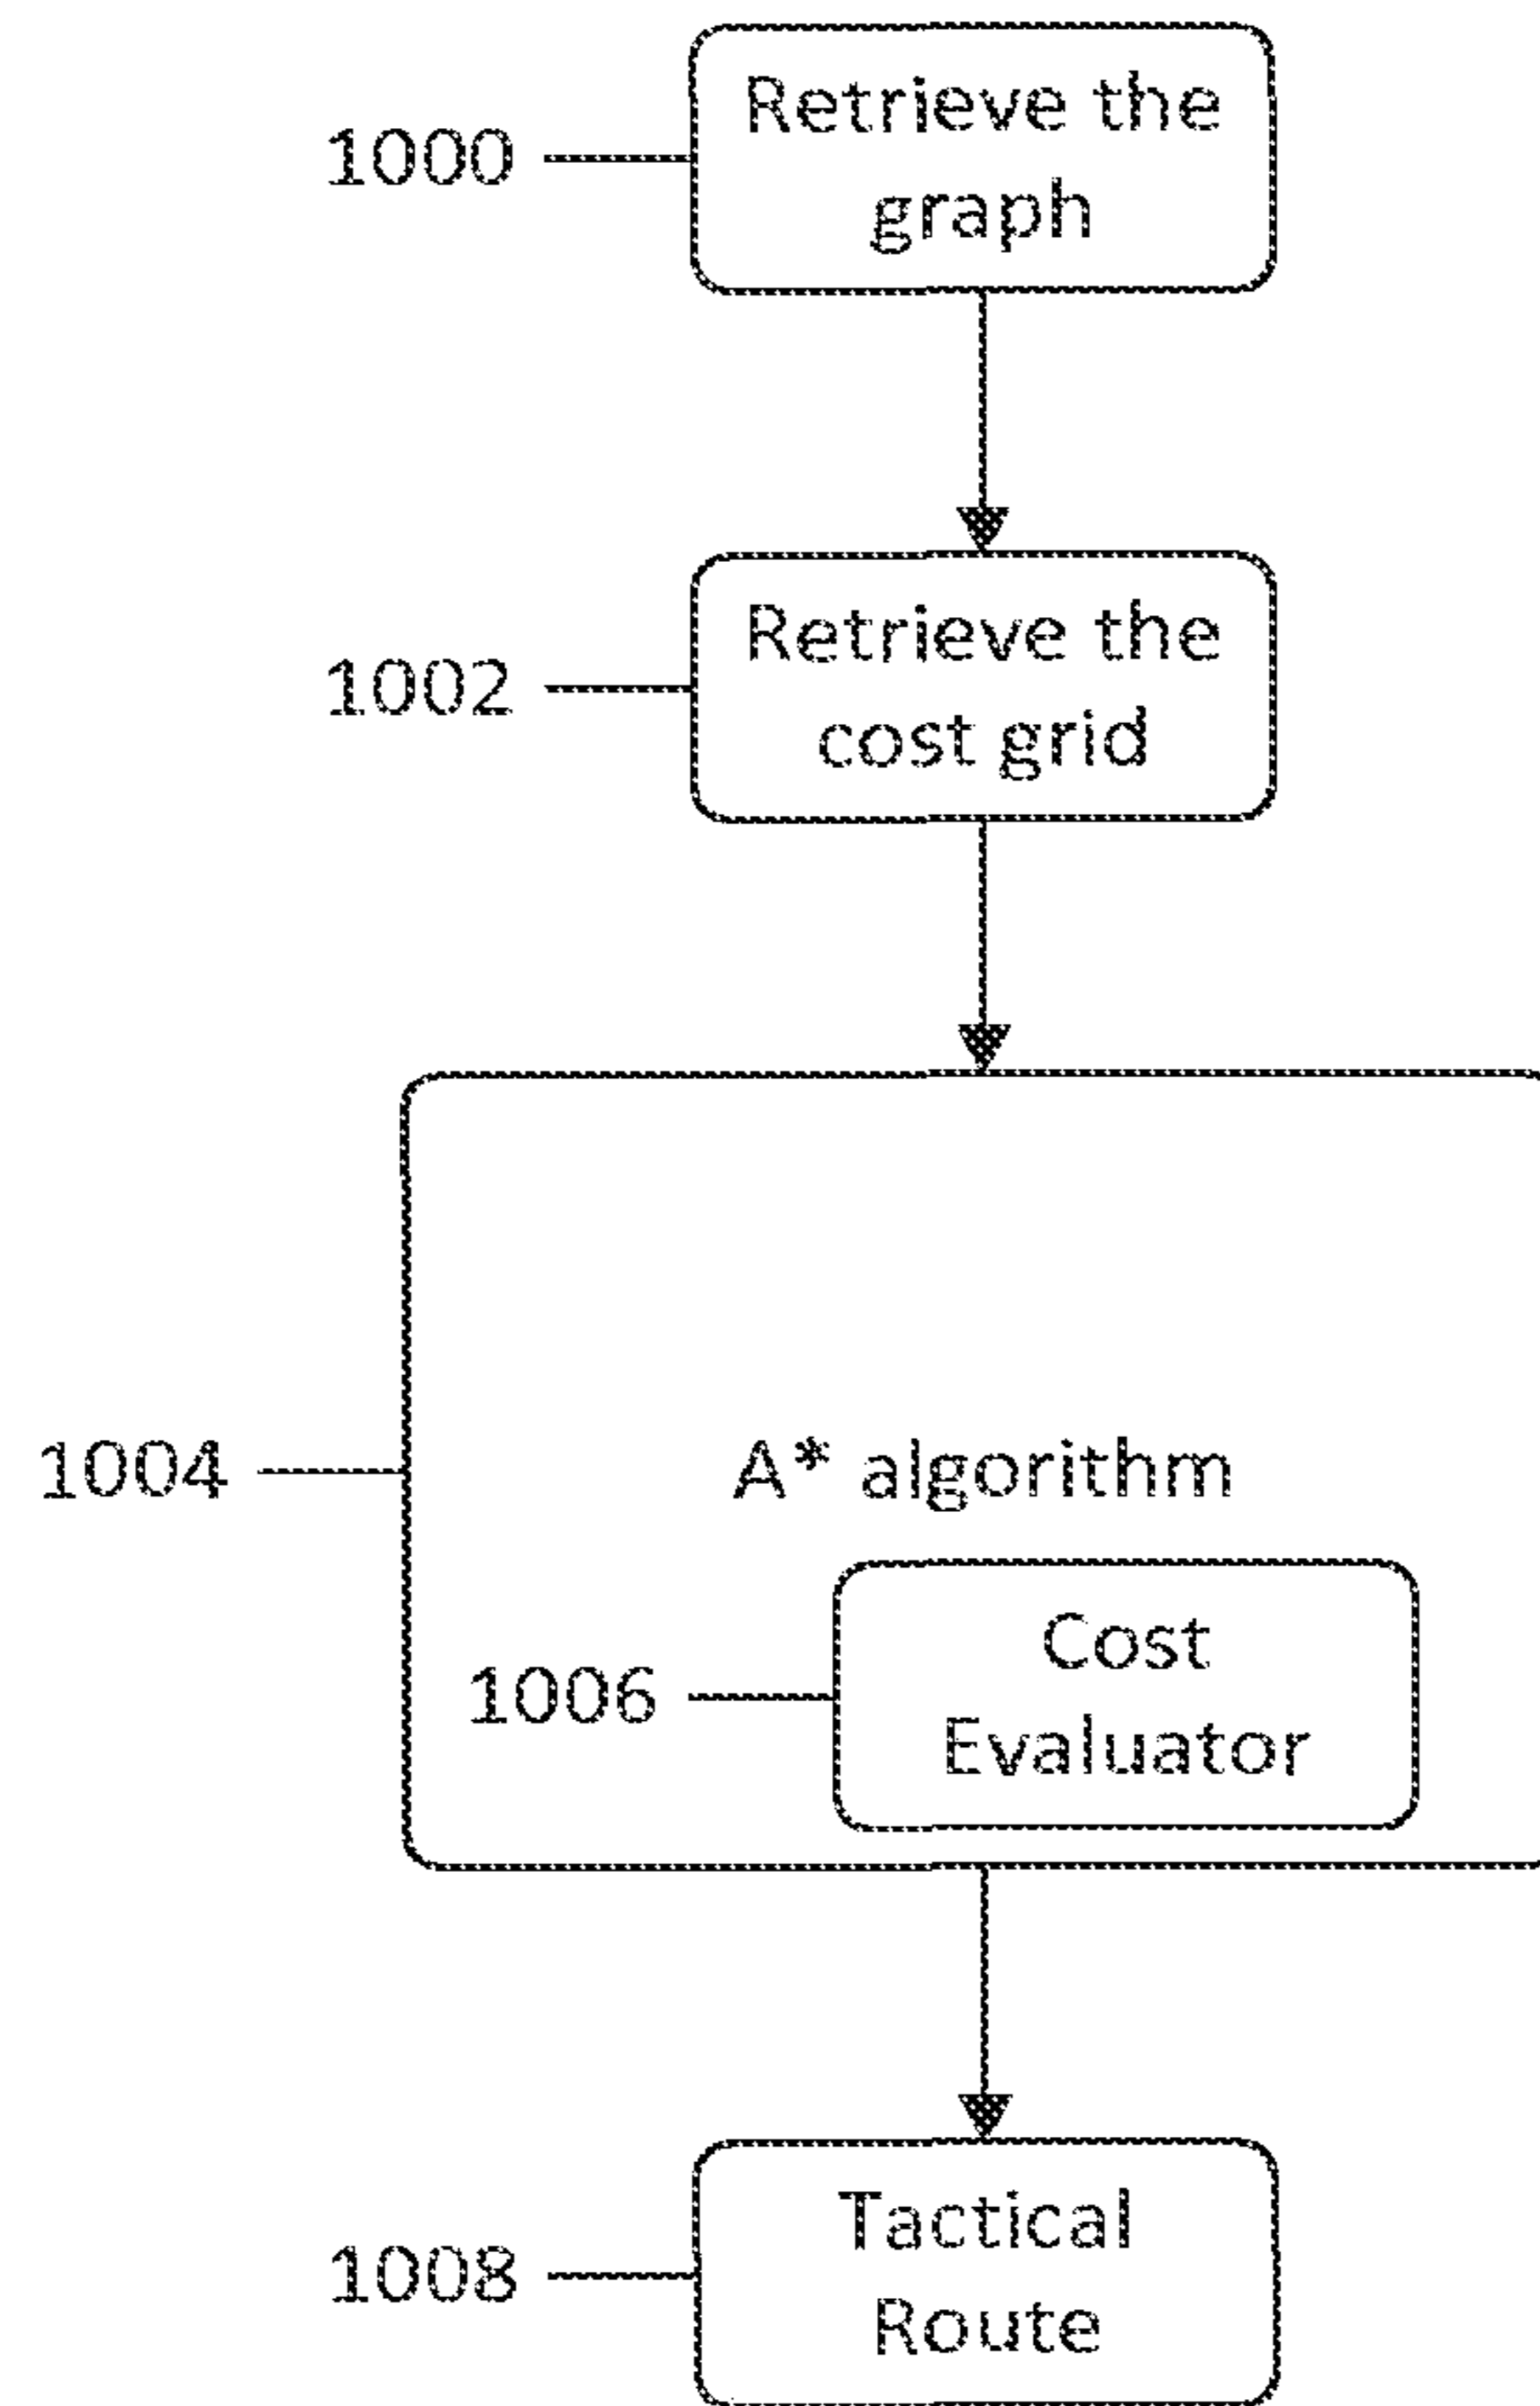 Retrieve the
1000
graph
Retrieve the
1002
cost grid
1004
A* algorithm
Cost
1006
Evaluator
Tactical
1008
Route